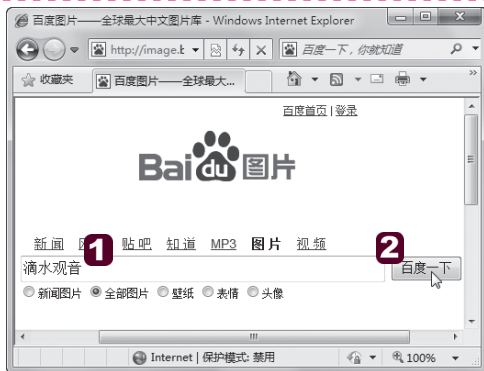 百度图片——全球最大中文图片库 - Windows Internet Explorer
http://image.b
百度一下，你就知道
收藏夹
百度图片——全球最大...
百度首页 | 登录
Bai du 图片
新闻 贴吧 知道 MP3 图片 视频
1
2
滴水观音
百度一下
新闻图片 全部图片 壁纸 表情 头像
Internet | 保护模式: 禁用
100%